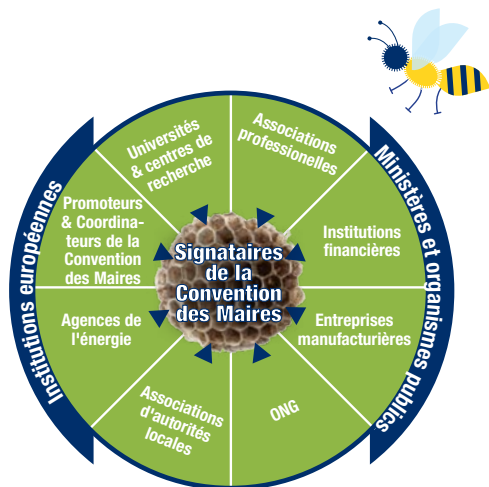 Universités
& centres de
recherche
Associations
professionelles
Promoteurs
& Coordina-
teurs de la
Convention
des Maires
Institutions
financières
Signataires
de la
Convention
des Maires
Agences de
l'énergie
Entreprises
manufacturières
Associations
d'autorités
locales
ONG
Institutions européennes
Ministères et organismes publics